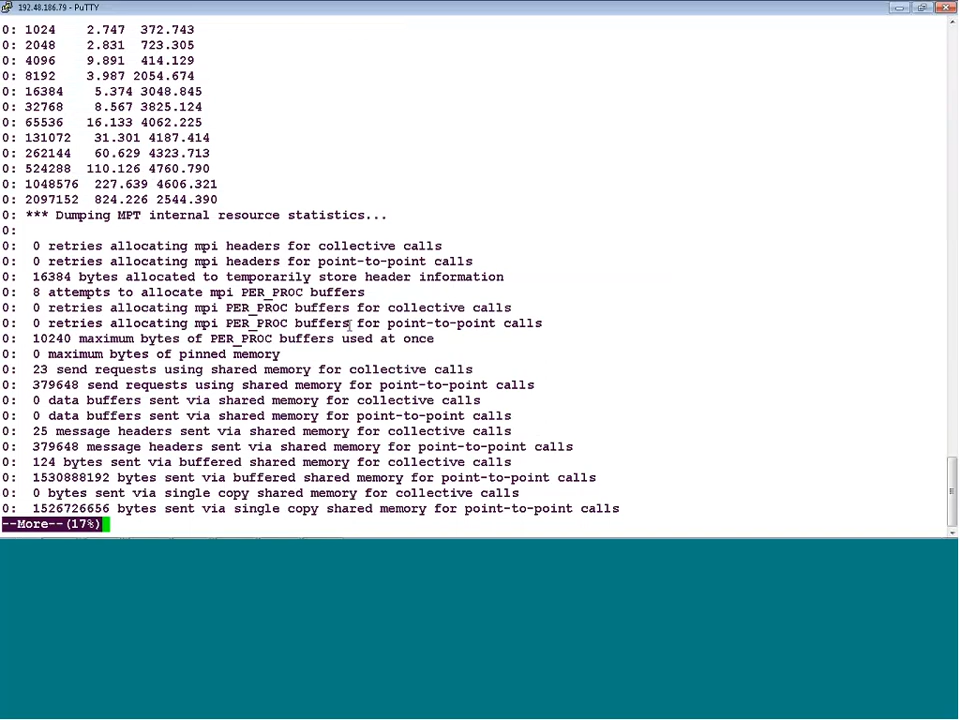 192.48.186.79 - PuTTY
0: 1024    2.747  372.743
0: 2048    2.831  723.305
0: 4096    9.891  414.129
0: 8192    3.987 2054.674
0: 16384    5.374 3048.845
0: 32768    8.567 3825.124
0: 65536   16.133 4062.225
0: 131072   31.301 4187.414
0: 262144   60.629 4323.713
0: 524288  110.126 4760.790
0: 1048576  227.639 4606.321
0: 2097152  824.226 2544.390
0: *** Dumping MPT internal resource statistics...
0:
0:  0 retries allocating mpi headers for collective calls
0:  0 retries allocating mpi headers for point-to-point calls
0:  16384 bytes allocated to temporarily store header information
0:  8 attempts to allocate mpi PER_PROC buffers
0:  0 retries allocating mpi PER_PROC buffers for collective calls
0:  0 retries allocating mpi PER_PROC buffers for point-to-point calls
0:  10240 maximum bytes of PER_PROC buffers used at once
0:  0 maximum bytes of pinned memory
0:  23 send requests using shared memory for collective calls
0:  379648 send requests using shared memory for point-to-point calls
0:  0 data buffers sent via shared memory for collective calls
0:  0 data buffers sent via shared memory for point-to-point calls
0:  25 message headers sent via shared memory for collective calls
0:  379648 message headers sent via shared memory for point-to-point calls
0:  124 bytes sent via buffered shared memory for collective calls
0:  1530888192 bytes sent via buffered shared memory for point-to-point calls
0:  0 bytes sent via single copy shared memory for collective calls
0:  1526726656 bytes sent via single copy shared memory for point-to-point calls
--More--(17%)